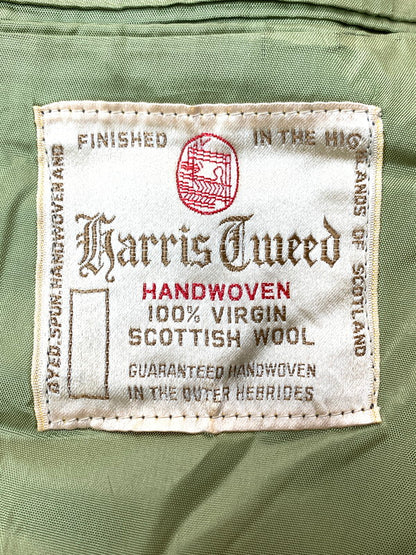 DYED.SPUN.HANDWOVEN AND
FINISHED IN THE HIGHLANDS OF SCOTLAND
Harris Tweed
HANDWOVEN
100% VIRGIN
SCOTTISH WOOL
GUARANTEED HANDWOVEN
IN THE OUTER HEBRIDES